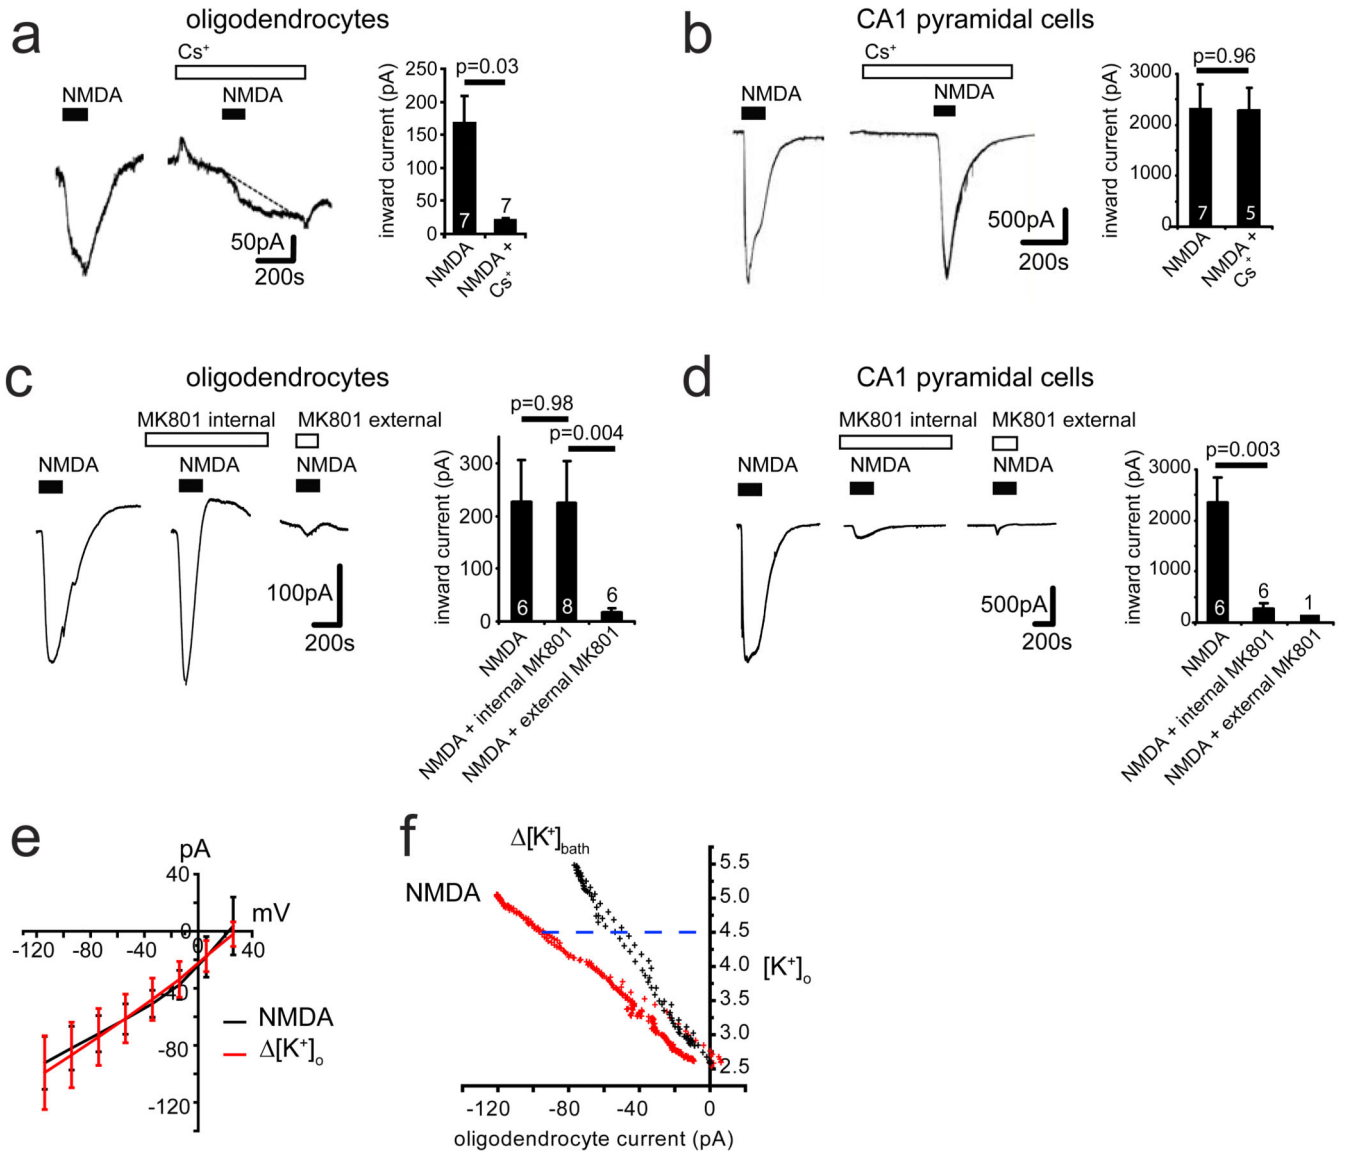 a
oligodendrocytes
Cs⁺
NMDA
NMDA
50pA
200s
inward current (pA)
250
200
150
100
50
0
p=0.03
7
7
NMDA
NMDA +
Cs⁺
b
CA1 pyramidal cells
Cs⁺
NMDA
NMDA
500pA
200s
inward current (pA)
3000
2000
1000
0
p=0.96
7
5
NMDA
NMDA +
Cs⁺
c
oligodendrocytes
MK801 internal
MK801 external
NMDA
NMDA
NMDA
100pA
200s
inward current (pA)
300
200
100
0
p=0.98
p=0.004
6
8
6
NMDA
NMDA + internal MK801
NMDA + external MK801
d
CA1 pyramidal cells
MK801 internal
MK801 external
NMDA
NMDA
NMDA
500pA
200s
inward current (pA)
3000
2000
1000
0
p=0.003
6
6
1
NMDA
NMDA + internal MK801
NMDA + external MK801
e
pA
40
mV
-120
-80
-40
0
40
-40
-80
-120
NMDA
Δ[K⁺]ₒ
f
Δ[K⁺]bath
NMDA
5.5
5.0
4.5
4.0
3.5
3.0
2.5
[K⁺]ₒ
-120
-80
-40
0
oligodendrocyte current (pA)